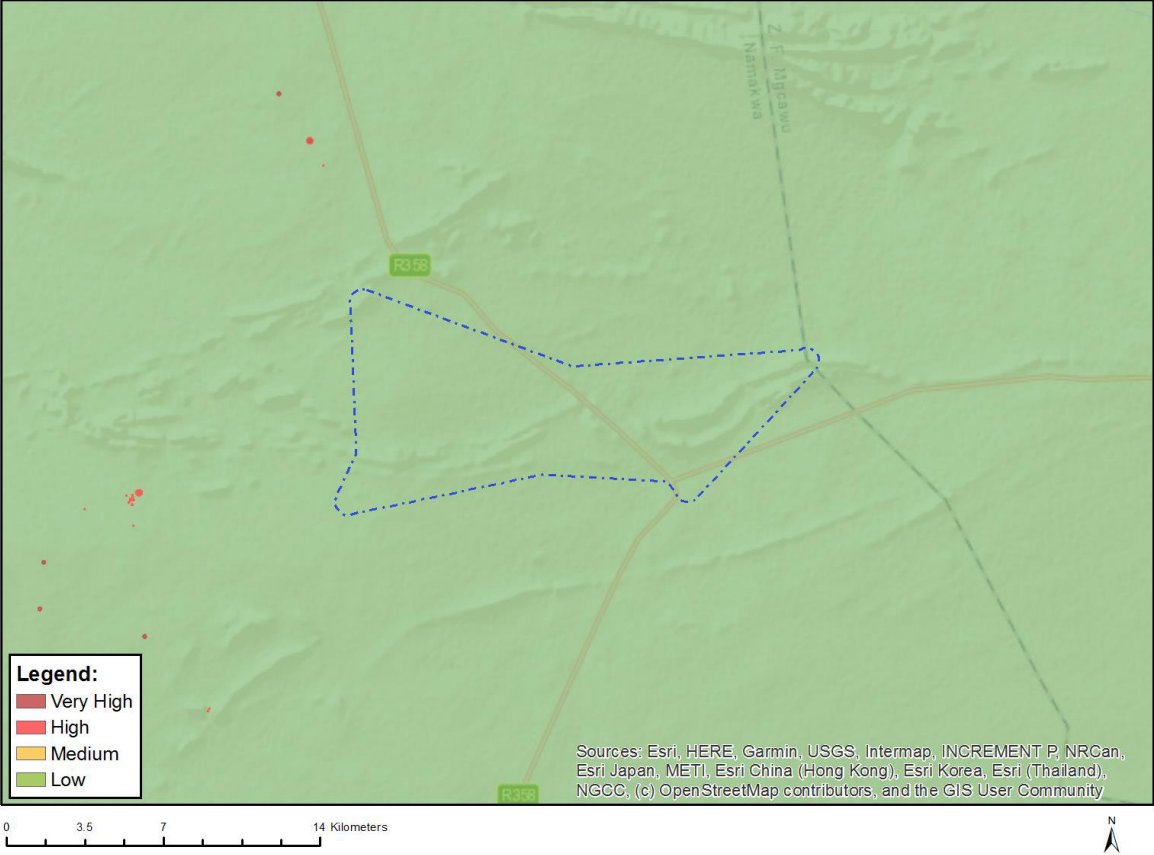 Z F Mgcawu
Namakwa
R358
Legend:
Very High
High
Medium
Low
Sources: Esri, HERE, Garmin, USGS, Intermap, INCREMENT P, NRCan,
Esri Japan, METI, Esri China (Hong Kong), Esri Korea, Esri (Thailand),
NGCC, (c) OpenStreetMap contributors, and the GIS User Community
R358
0 3.5 7 14 Kilometers
N